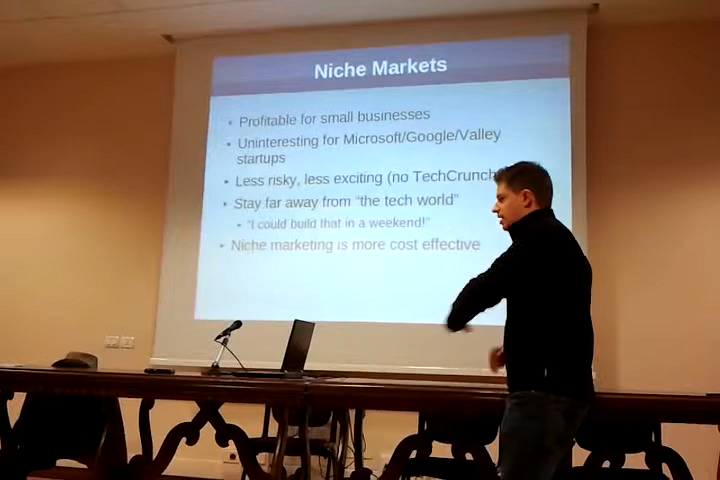 Niche Markets
• Profitable for small businesses
• Uninteresting for Microsoft/Google/Valley
startups
• Less risky, less exciting (no TechCrunch
• Stay far away from “the tech world”
• “I could build that in a weekend!”
• Niche marketing is more cost effective